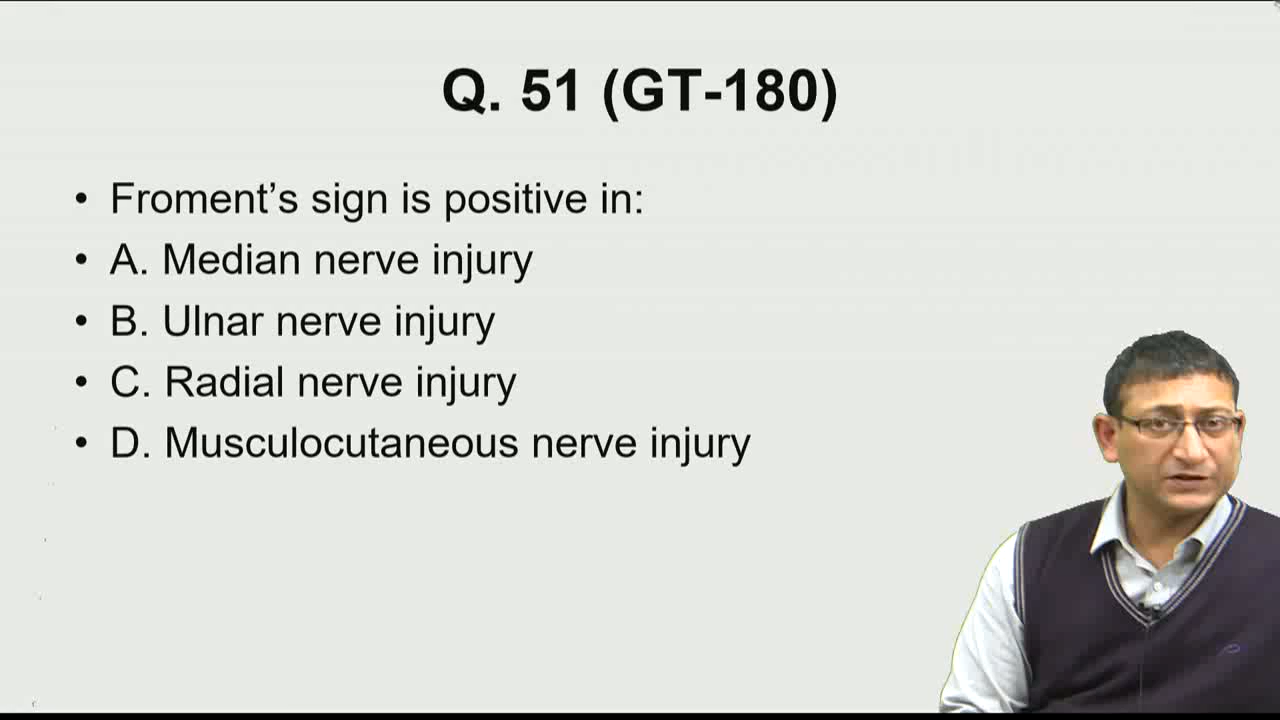 Q. 51 (GT-180)
• Froment’s sign is positive in:
• A. Median nerve injury
• B. Ulnar nerve injury
• C. Radial nerve injury
• D. Musculocutaneous nerve injury